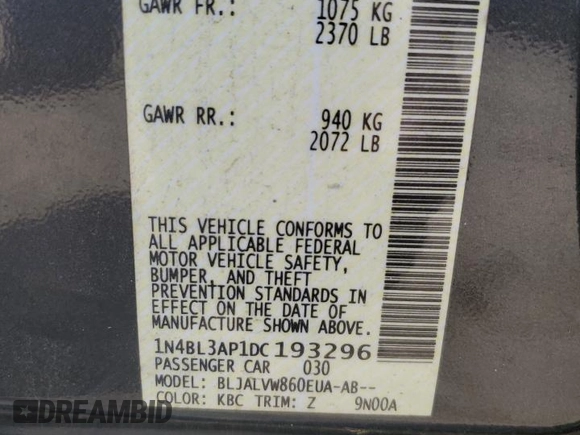 GAWR FR.: 1075 KG
2370 LB
GAWR RR.: 940 KG
2072 LB
THIS VEHICLE CONFORMS TO
ALL APPLICABLE FEDERAL
MOTOR VEHICLE SAFETY,
BUMPER, AND THEFT
PREVENTION STANDARDS IN
EFFECT ON THE DATE OF
MANUFACTURE SHOWN ABOVE.
1N4BL3AP1DC193296
PASSENGER CAR 030
MODEL: BLJALVW860EUA-AB--
COLOR: KBC TRIM: Z 9N00A
EPICVIN